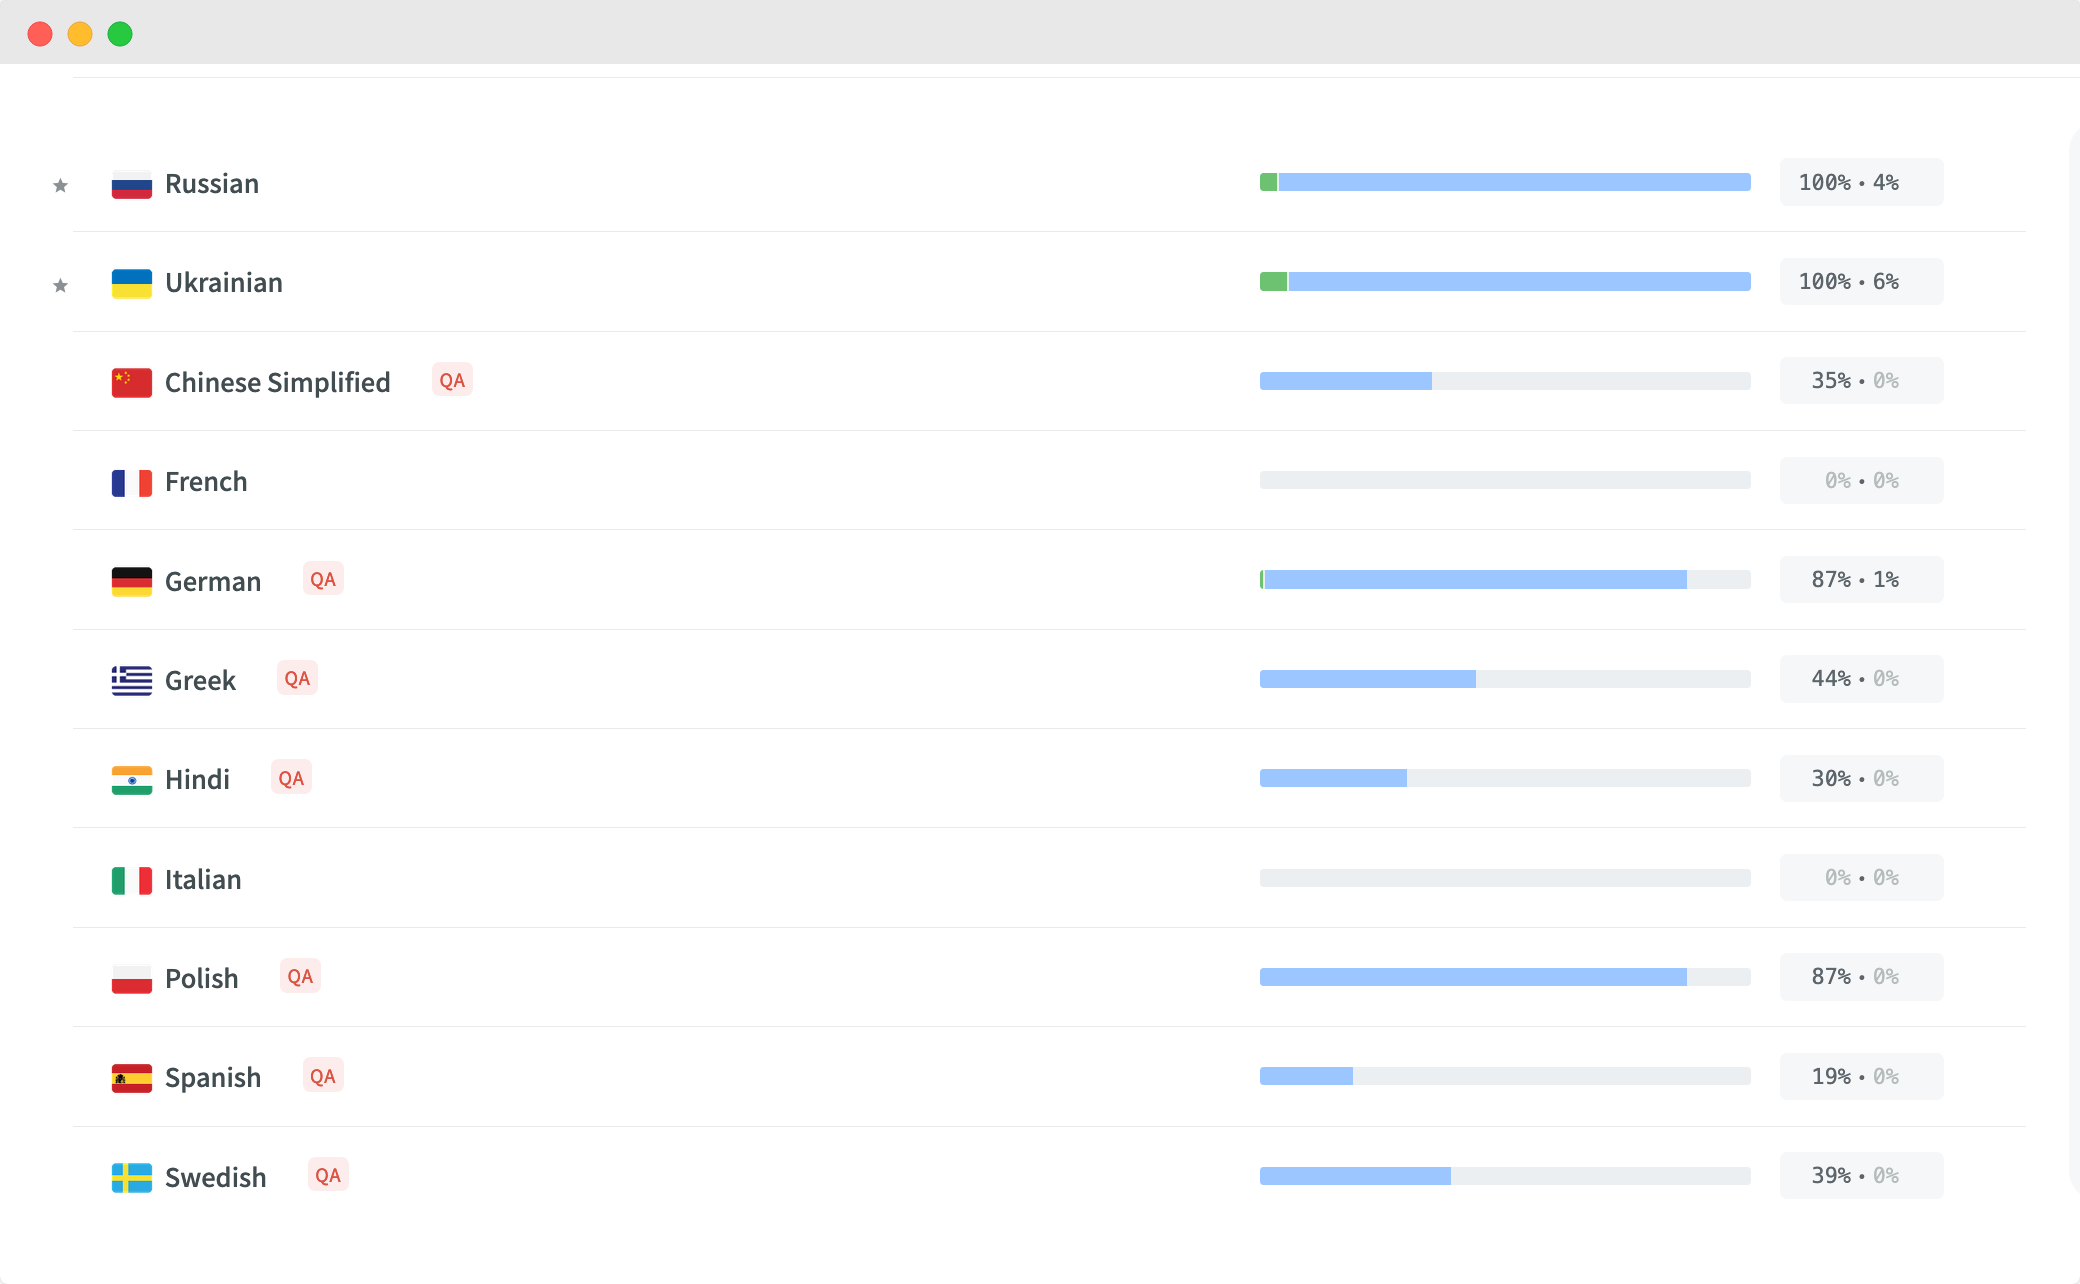 Russian 100% • 4%
Ukrainian 100% • 6%
Chinese Simplified QA 35% • 0%
French 0% • 0%
German QA 87% • 1%
Greek QA 44% • 0%
Hindi QA 30% • 0%
Italian 0% • 0%
Polish QA 87% • 0%
Spanish QA 19% • 0%
Swedish QA 39% • 0%